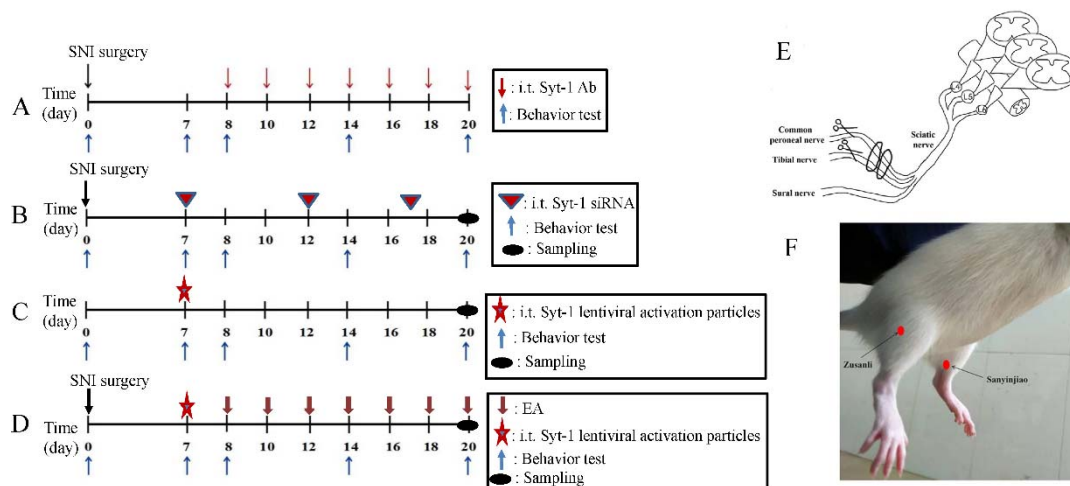 SNI surgery
A
Time
(day)
0 7 8 10 12 14 16 18 20
: i.t. Syt-1 Ab
: Behavior test
SNI surgery
B
Time
(day)
0 7 8 10 12 14 16 18 20
: i.t. Syt-1 siRNA
: Behavior test
: Sampling
C
Time
(day)
0 7 8 10 12 14 16 18 20
: i.t. Syt-1 lentiviral activation particles
: Behavior test
: Sampling
SNI surgery
D
Time
(day)
0 7 8 10 12 14 16 18 20
: EA
: i.t. Syt-1 lentiviral activation particles
: Behavior test
: Sampling
E
L5
Common
peroneal nerve
Tibial nerve
Sural nerve
Sciatic
nerve
F
Zusanli
Sanyinjiao